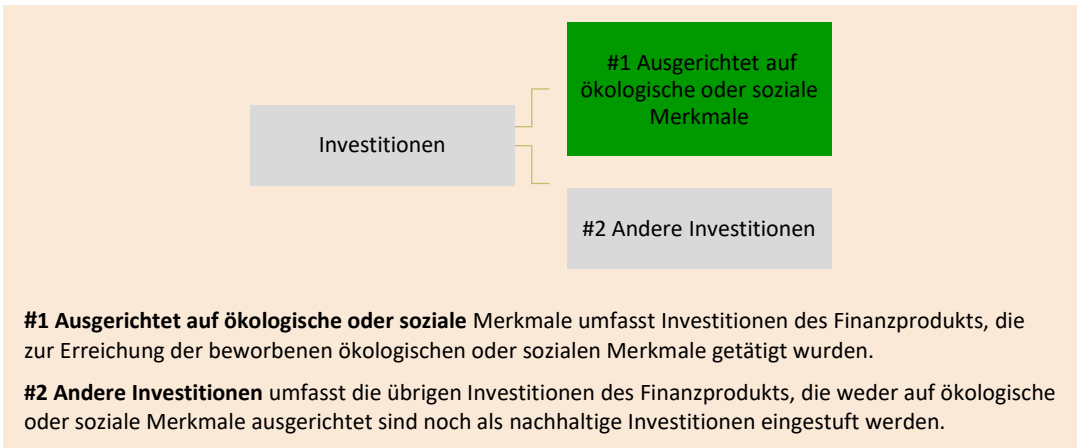 #1 Ausgerichtet auf
ökologische oder soziale
Merkmale
Investitionen
#2 Andere Investitionen
#1 Ausgerichtet auf ökologische oder soziale Merkmale umfasst Investitionen des Finanzprodukts, die
zur Erreichung der beworbenen ökologischen oder sozialen Merkmale getätigt wurden.
#2 Andere Investitionen umfasst die übrigen Investitionen des Finanzprodukts, die weder auf ökologische
oder soziale Merkmale ausgerichtet sind noch als nachhaltige Investitionen eingestuft werden.